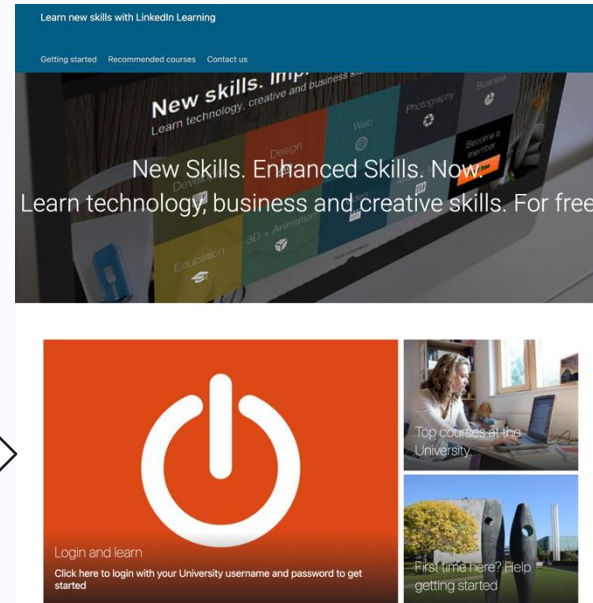 Learn new skills with LinkedIn Learning
Getting started Recommended courses Contact us
New skills.
Learn technology, creative and business
Business
Photography
Web
Design
Become a
member
New Skills. Enhanced Skills. Now.
Learn technology, business and creative skills. For free
3D + Animation
Education
Top courses at the
University
Login and learn
Click here to login with your University username and password to get
started
First time here? Help
getting started